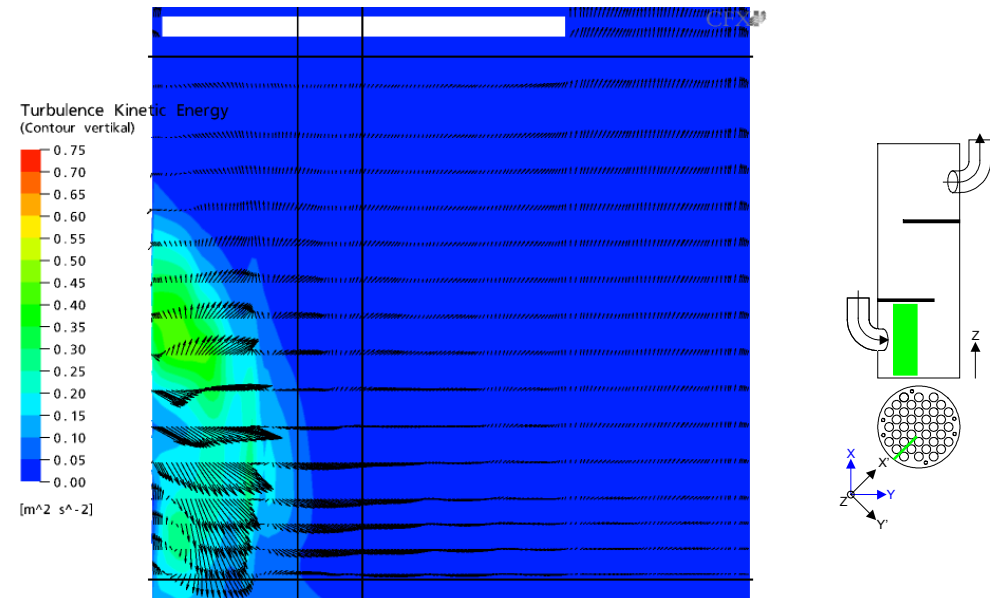 CFX
Turbulence Kinetic Energy
(Contour vertikal)
0.75
0.70
0.65
0.60
0.55
0.50
0.45
0.40
0.35
0.30
0.25
0.20
0.15
0.10
0.05
0.00
[m^2 s^-2]
Z
X
X'
Z
Y
Y'